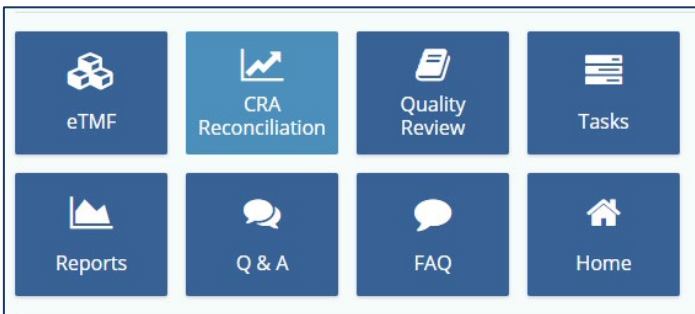 eTMF
CRA
Reconciliation
Quality
Review
Tasks
Reports
Q & A
FAQ
Home